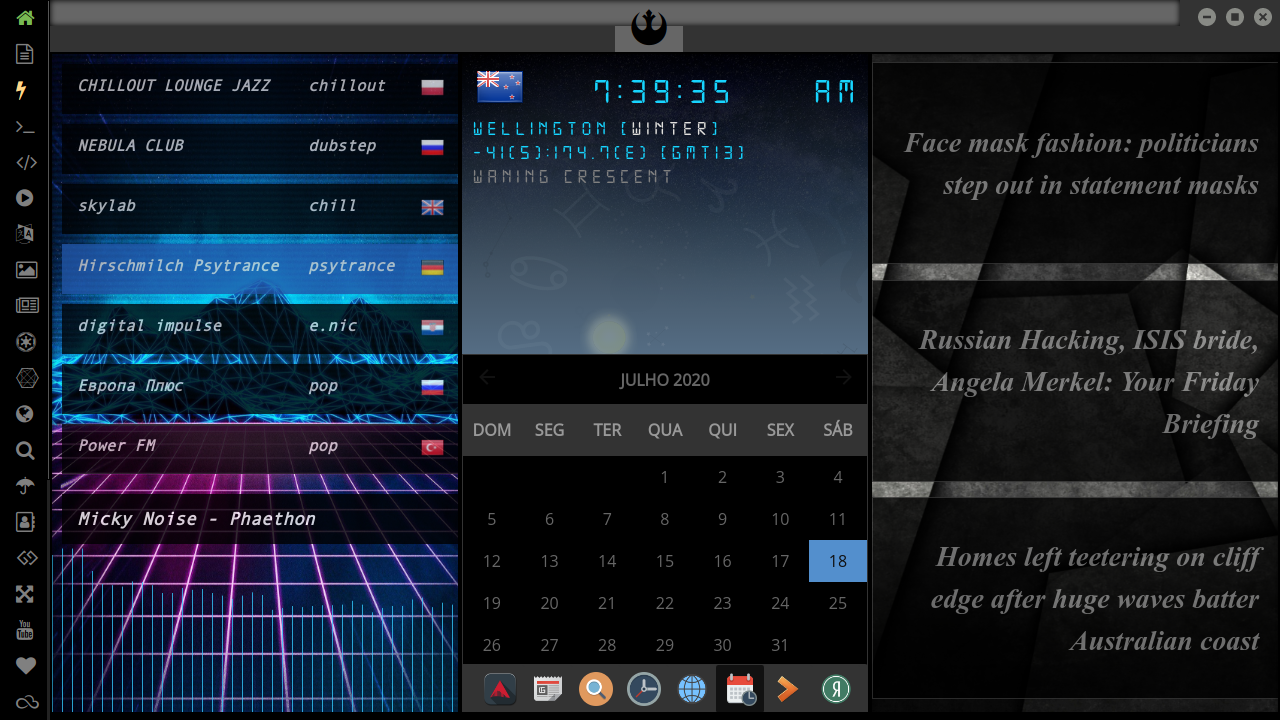 CHILLOUT LOUNGE JAZZ chillout
NEBULA CLUB dubstep
skylab chill
Hirschmilch Psytrance psytrance
digital impulse e.nic
Европа Плюс pop
Power FM pop
Micky Noise - Phaethon
7:39:35 AM
WELLINGTON [WINTER]
-41(S):174.7(E) [GMT13]
WANING CRESCENT
JULHO 2020
DOM SEG TER QUA QUI SEX SÁB
1 2 3 4
5 6 7 8 9 10 11
12 13 14 15 16 17 18
19 20 21 22 23 24 25
26 27 28 29 30 31
Face mask fashion: politicians
step out in statement masks
Russian Hacking, ISIS bride,
Angela Merkel: Your Friday
Briefing
Homes left teetering on cliff
edge after huge waves batter
Australian coast
You
Tube
Я